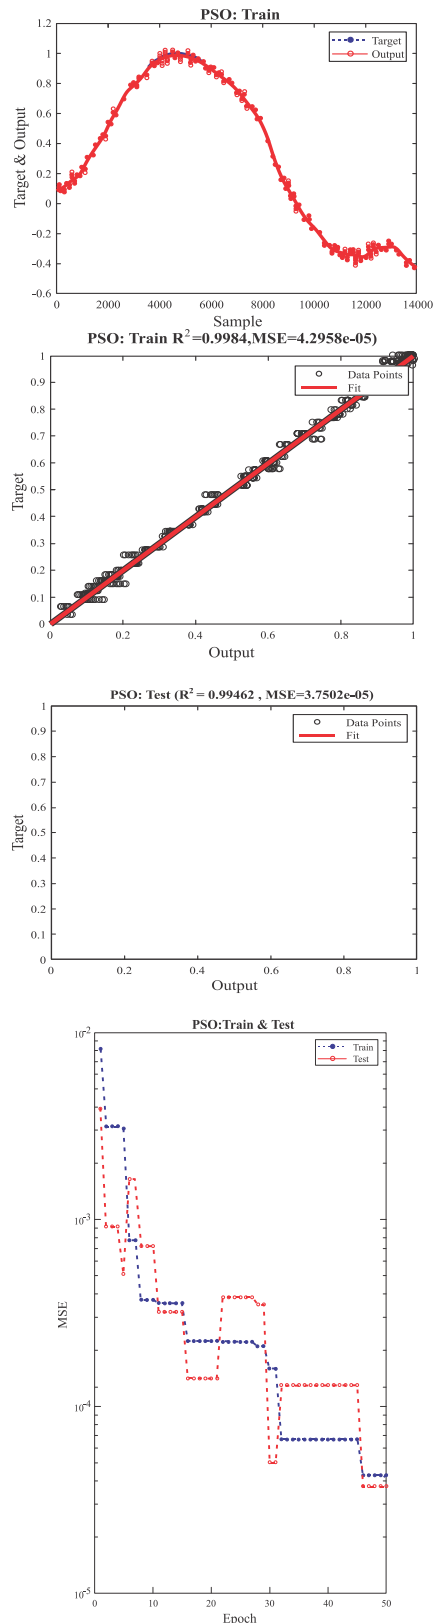 PSO: Train
1.2
1
0.8
0.6
0.4
0.2
0
-0.2
-0.4
-0.6
Target & Output
Target
Output
0 2000 4000 6000 8000 10000 12000 14000
Sample
PSO: Train R²=0.9984,MSE=4.2958e-05)
1
0.9
0.8
0.7
0.6
0.5
0.4
0.3
0.2
0.1
0
Target
Data Points
Fit
0 0.2 0.4 0.6 0.8 1
Output
PSO: Test (R² = 0.99462 , MSE=3.7502e-05)
1
0.9
0.8
0.7
0.6
0.5
0.4
0.3
0.2
0.1
0
Target
Data Points
Fit
0 0.2 0.4 0.6 0.8 1
Output
PSO:Train & Test
10⁻²
10⁻³
10⁻⁴
10⁻⁵
MSE
Train
Test
0 10 20 30 40 50
Epoch